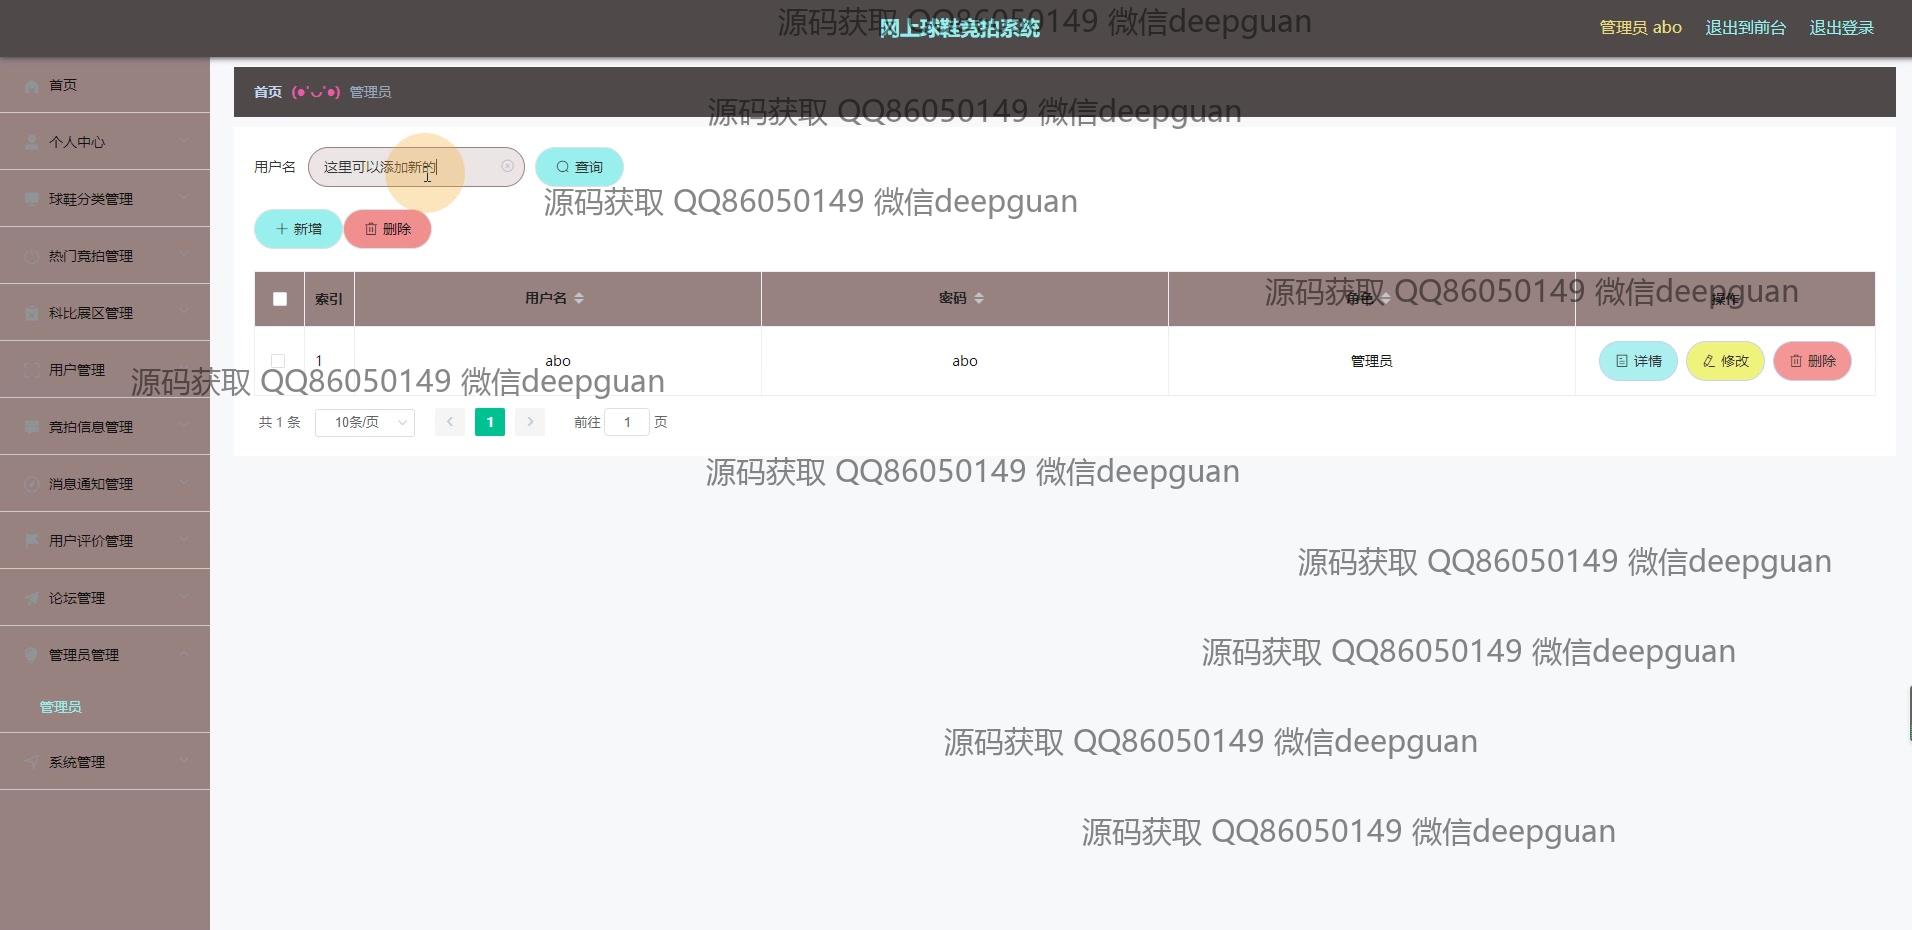 源码获取 QQ86050149 微信deepguan
网上球鞋竞拍系统
管理员 abo 退出到前台 退出登录
首页
首页 (●'◡'●) 管理员
源码获取 QQ86050149 微信deepguan
个人中心
用户名 这里可以添加新的 查询
球鞋分类管理
源码获取 QQ86050149 微信deepguan
新增 删除
热门竞拍管理
源码获取 QQ86050149 微信deepguan
索引 用户名 密码 角色 操作
科比展区管理
1 abo abo 管理员 详情 修改 删除
用户管理
源码获取 QQ86050149 微信deepguan
共 1 条 10条/页 1 前往 1 页
竞拍信息管理
源码获取 QQ86050149 微信deepguan
消息通知管理
用户评价管理
源码获取 QQ86050149 微信deepguan
论坛管理
管理员管理
源码获取 QQ86050149 微信deepguan
管理员
源码获取 QQ86050149 微信deepguan
系统管理
源码获取 QQ86050149 微信deepguan